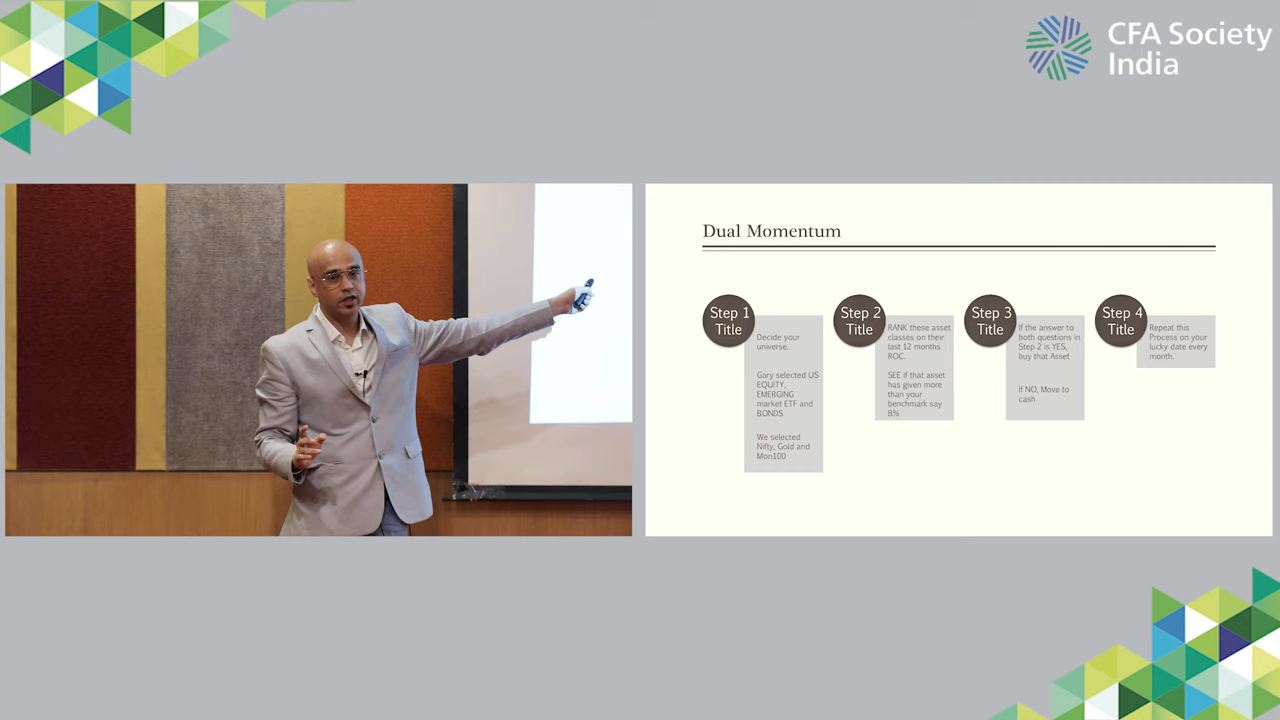 CFA Society
India
Dual Momentum
Step 1
Title
Decide your
universe.
Gary selected US
EQUITY,
EMERGING
market ETF and
BONDS
We selected
Nifty, Gold and
Mon100
Step 2
Title
RANK these asset
classes on their
last 12 months
ROC.
SEE if that asset
has given more
than your
benchmark say
8%
Step 3
Title
If the answer to
both questions in
Step 2 is YES,
buy that Asset
If NO, Move to
cash
Step 4
Title
Repeat this
Process on your
lucky date every
month.